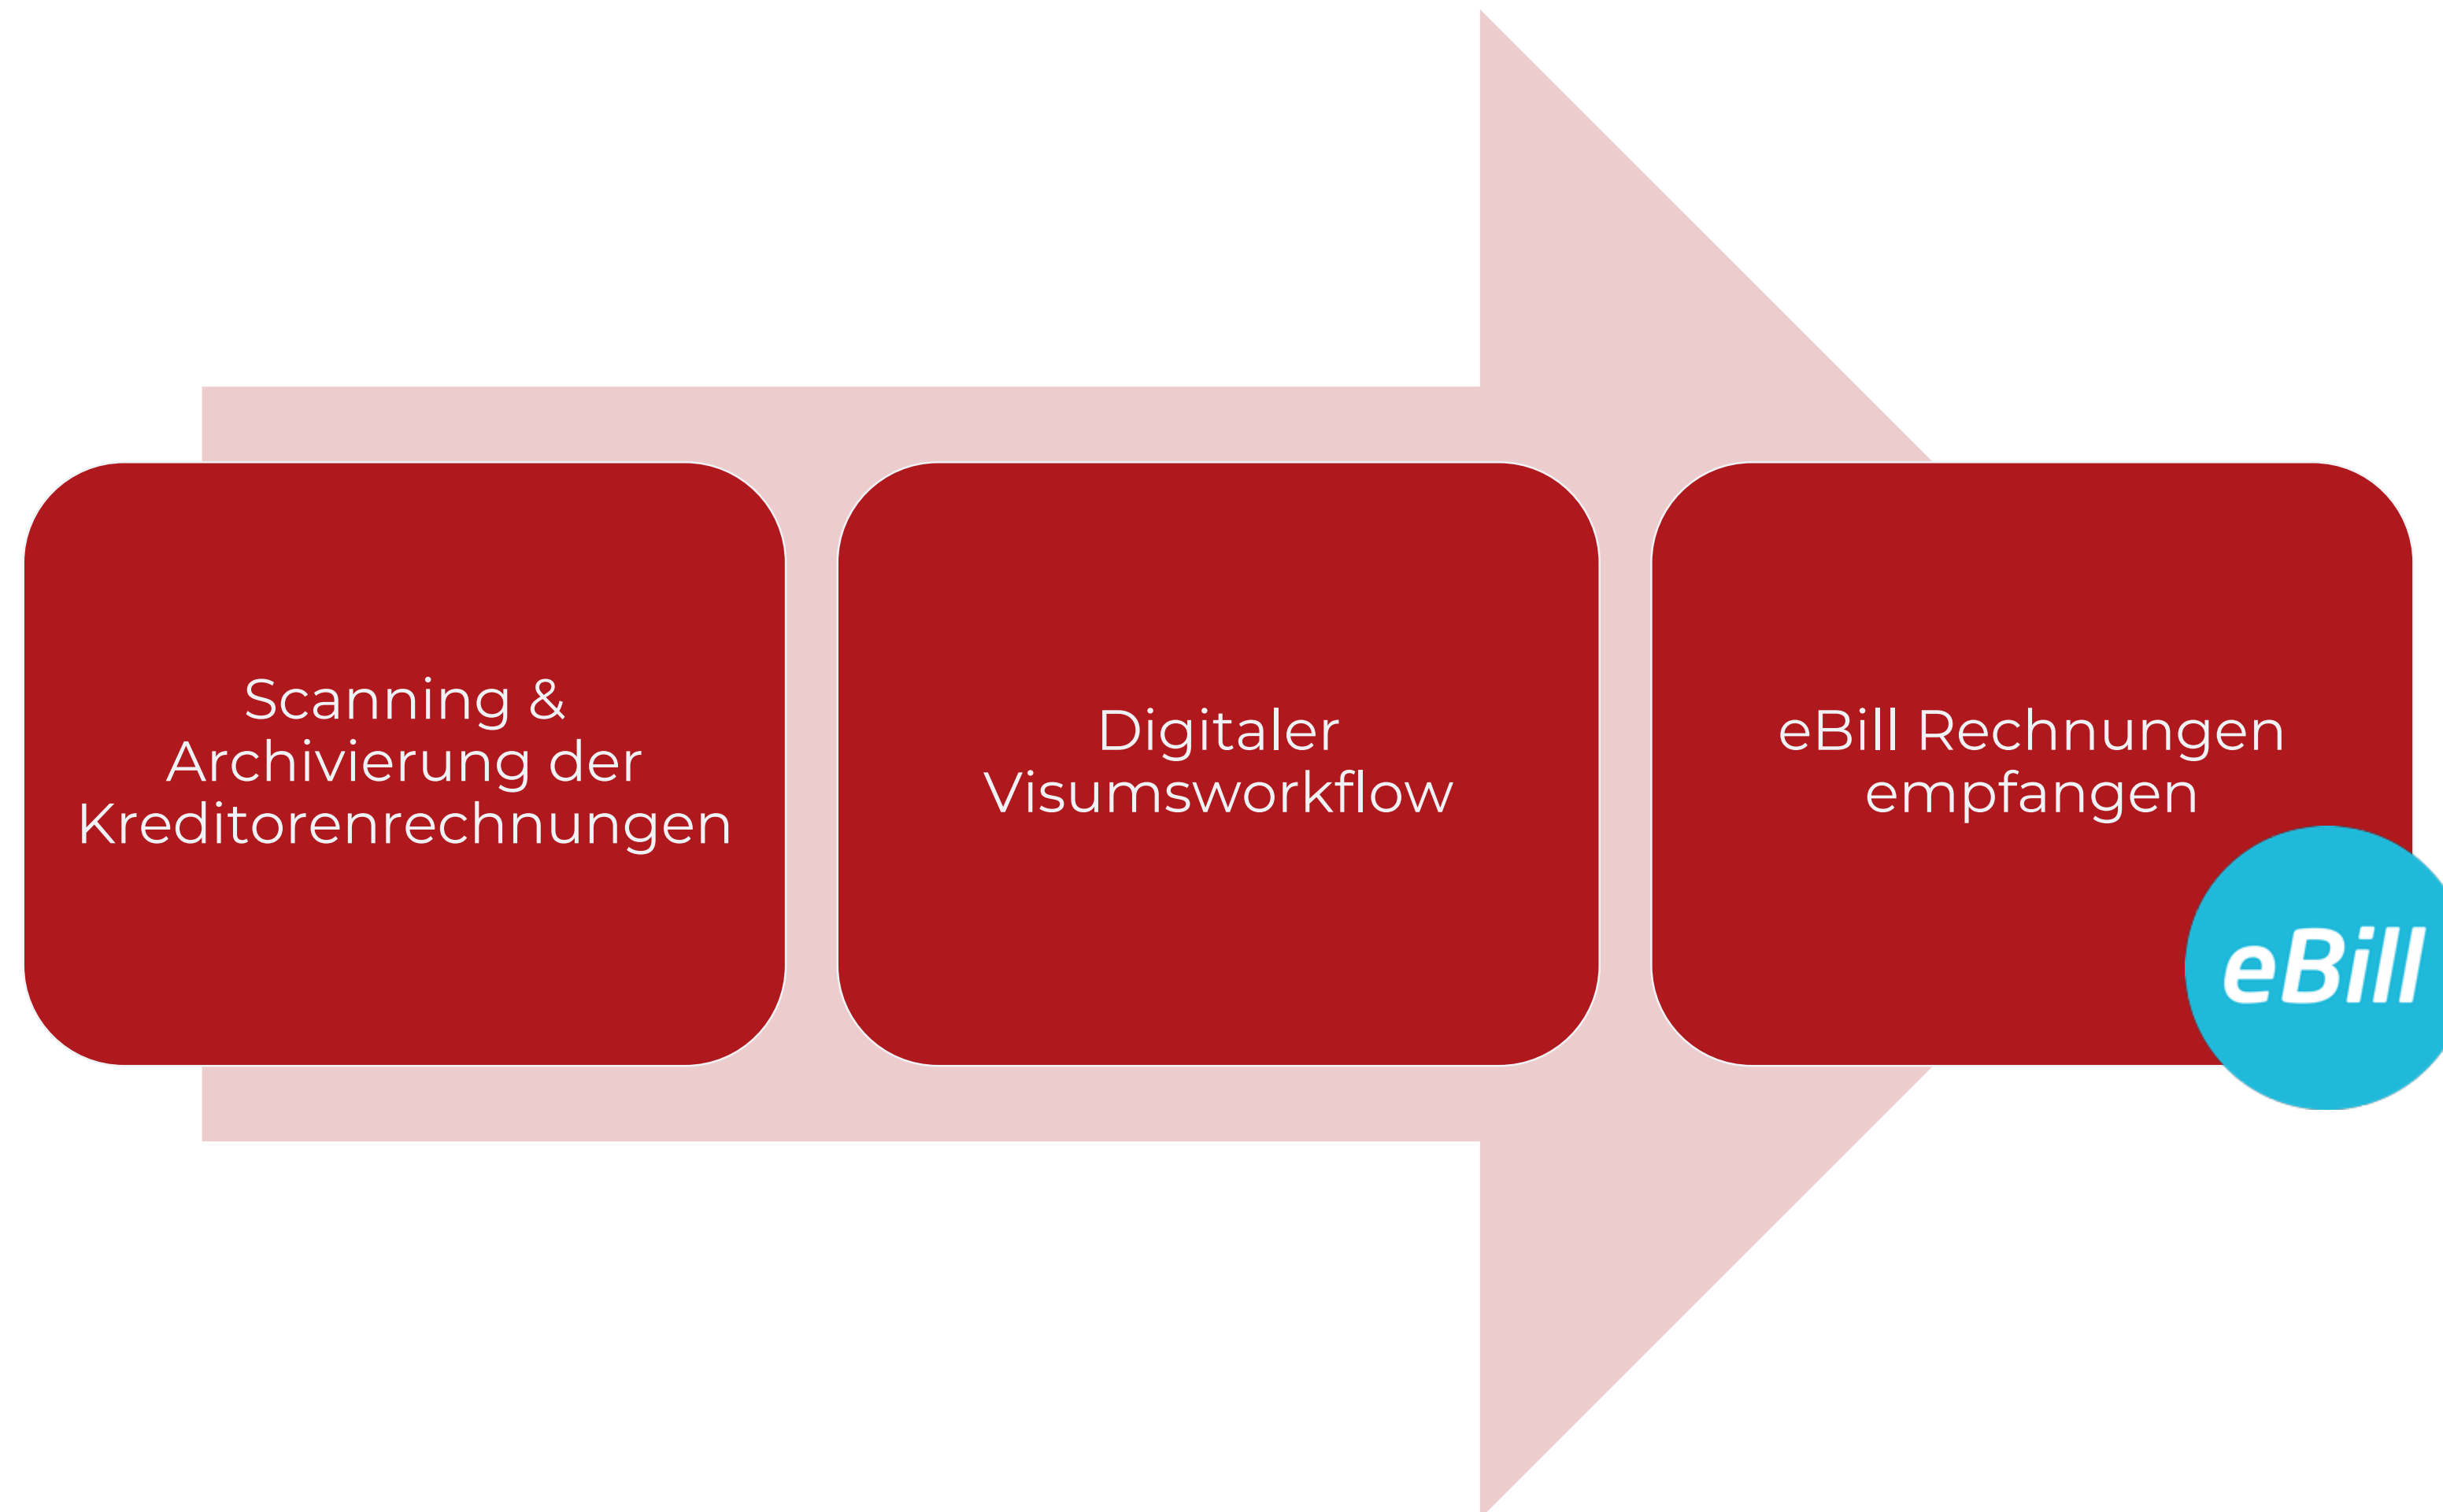 Scanning &
Archivierung der
Kreditorenrechnungen
Digitaler
Visumsworkflow
eBill Rechnungen
empfangen
eBill